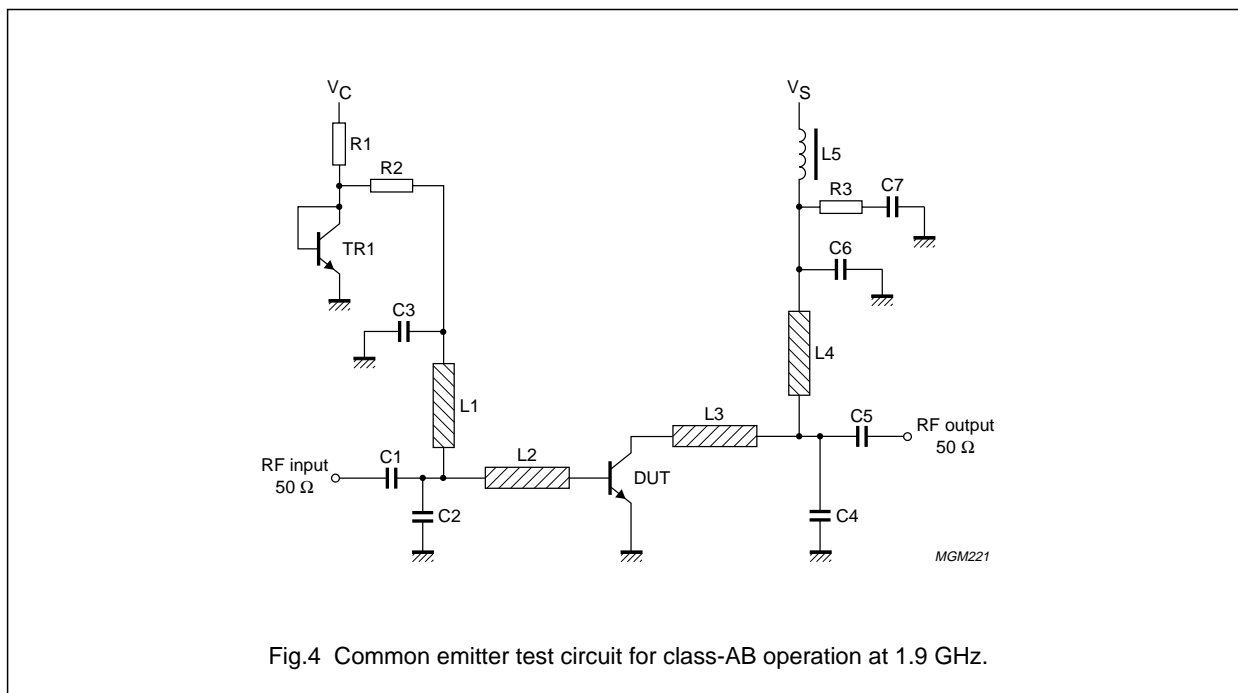 V_C
V_S
R1
L5
R2
R3
C7
TR1
C6
C3
L4
L1
L3
C5
RF output
50 Ω
RF input
50 Ω
C1
L2
DUT
C2
C4
MGM221
Fig.4 Common emitter test circuit for class-AB operation at 1.9 GHz.